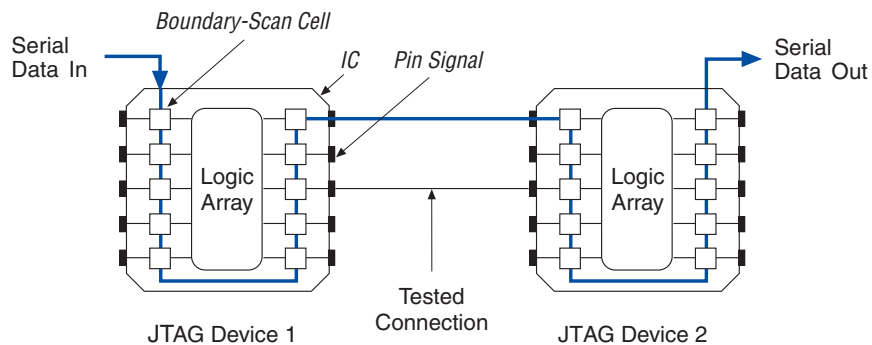 Boundary-Scan Cell
Serial
Data In
IC
Pin Signal
Serial
Data Out
Logic
Array
Logic
Array
Tested
Connection
JTAG Device 1
JTAG Device 2